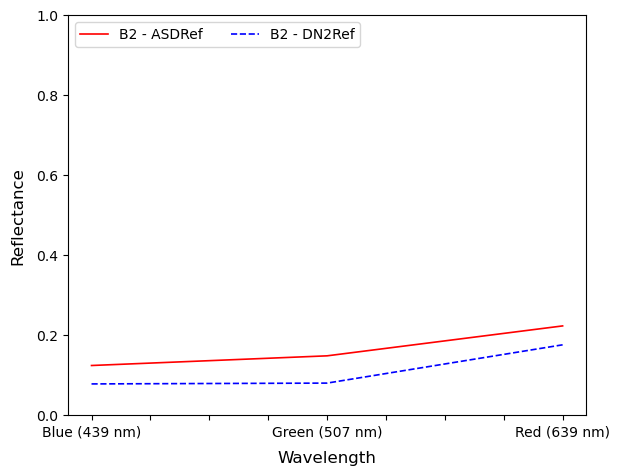 B2 - ASDRef B2 - DN2Ref
1.0
0.8
0.6
0.4
0.2
0.0
Reflectance
Blue (439 nm) Green (507 nm) Red (639 nm)
Wavelength